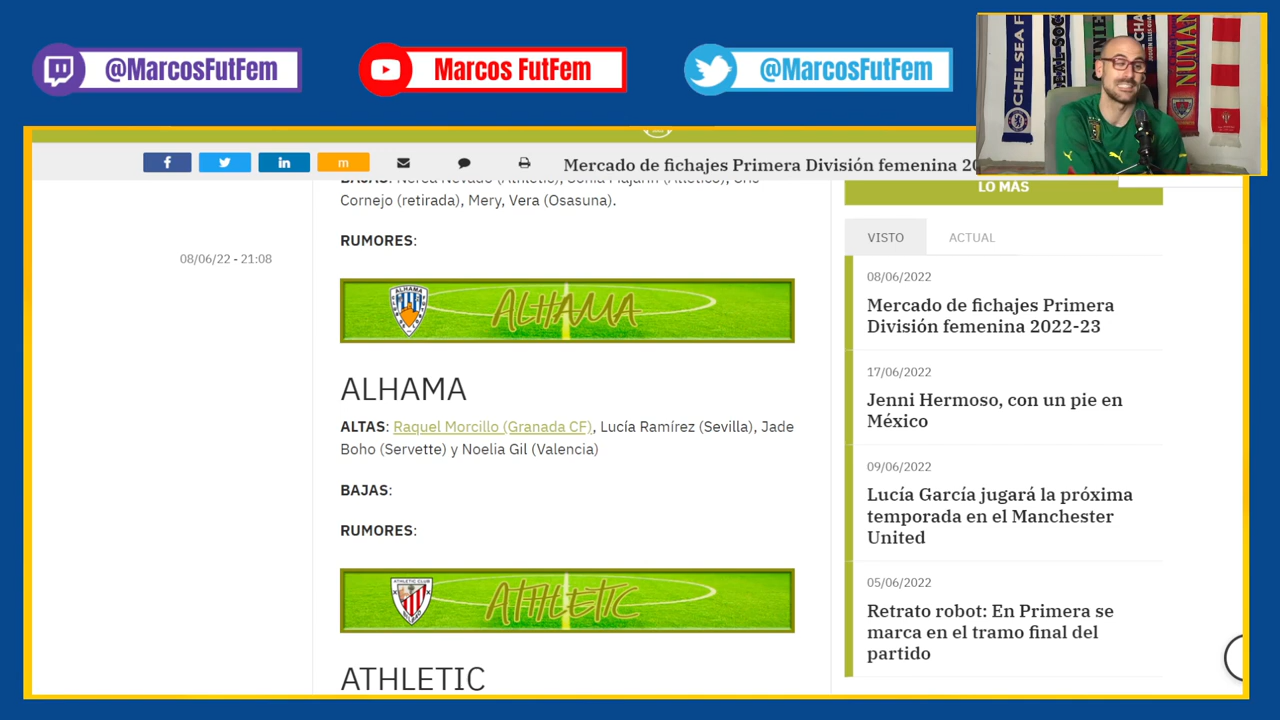 @MarcosFutFem
Marcos FutFem
@MarcosFutFem
CHELSEA F
NUMAN
Mercado de fichajes Primera División femenina 20
Cornejo (retirada), Mery, Vera (Osasuna).
RUMORES:
08/06/22 - 21:08
ALHAMA
ALHAMA
ALTAS: Raquel Morcillo (Granada CF), Lucía Ramírez (Sevilla), Jade
Boho (Servette) y Noelia Gil (Valencia)
BAJAS:
RUMORES:
ATHLETIC CLUB
ATHLETIC
ATHLETIC
LO MÁS
VISTO
ACTUAL
08/06/2022
Mercado de fichajes Primera
División femenina 2022-23
17/06/2022
Jenni Hermoso, con un pie en
México
09/06/2022
Lucía García jugará la próxima
temporada en el Manchester
United
05/06/2022
Retrato robot: En Primera se
marca en el tramo final del
partido